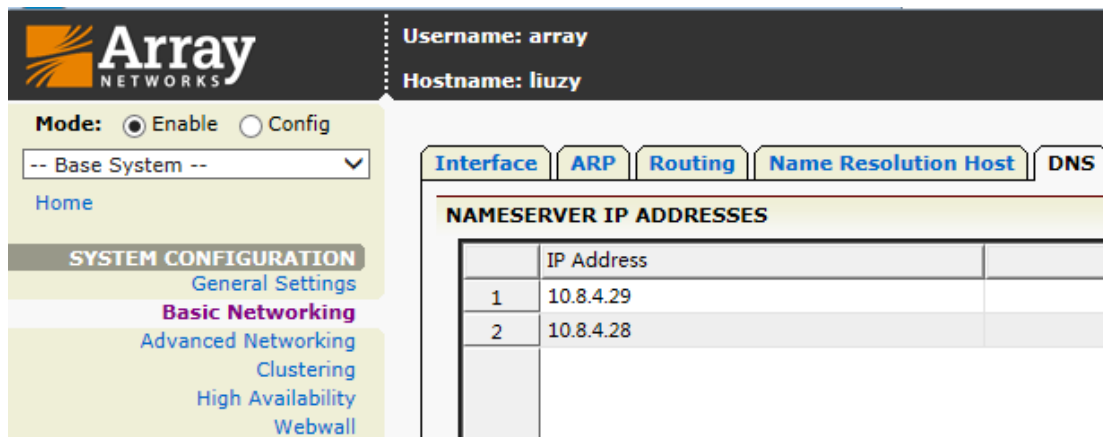 Array
NETWORKS
Username: array
Hostname: liuzy
Mode: Enable Config
-- Base System --
Home
SYSTEM CONFIGURATION
General Settings
Basic Networking
Advanced Networking
Clustering
High Availability
Webwall
Interface ARP Routing Name Resolution Host DNS
NAMESERVER IP ADDRESSES
IP Address
1 10.8.4.29
2 10.8.4.28